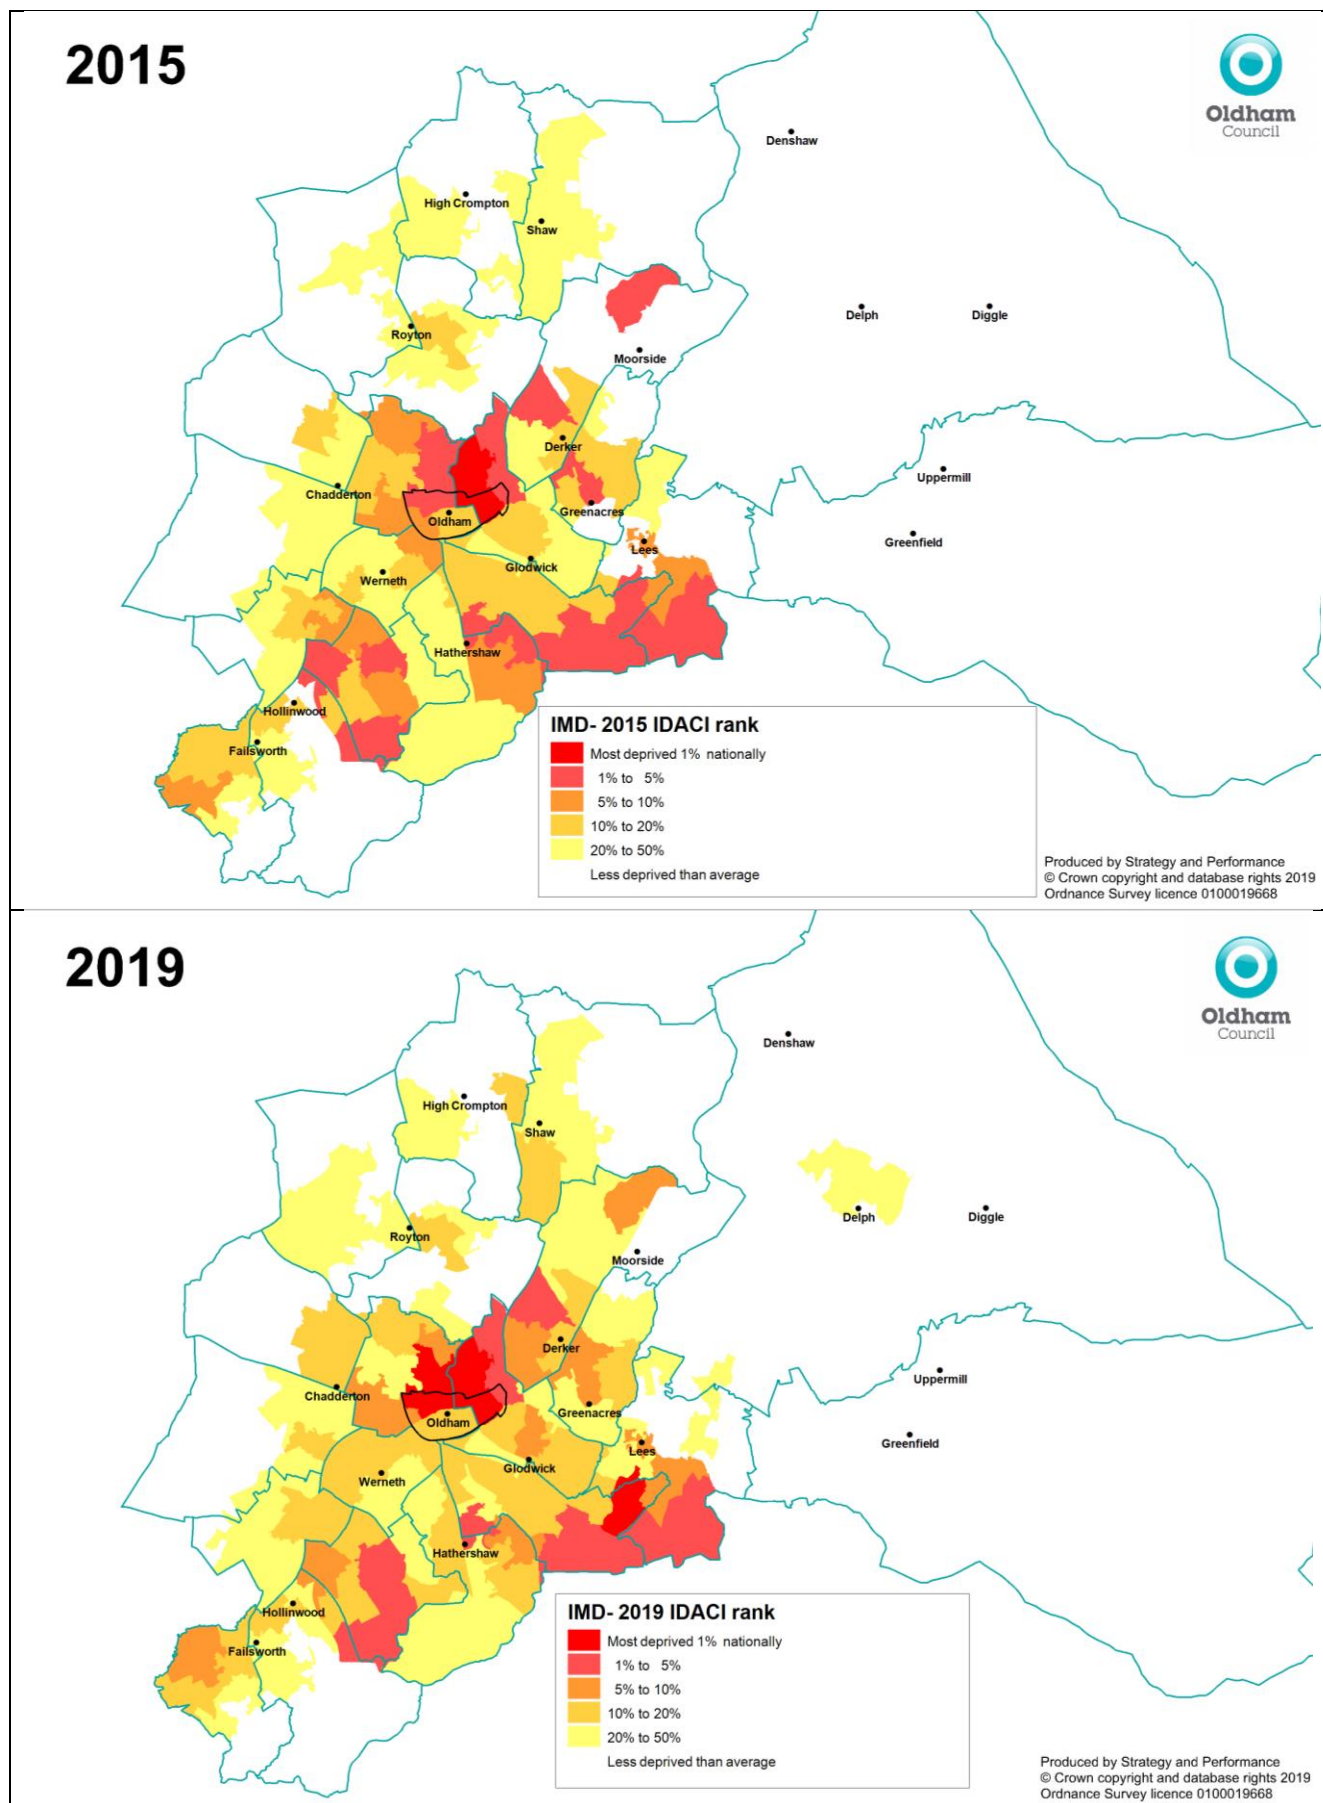 2015
Oldham
Council
Denshaw
High Crompton
Shaw
Delph
Diggle
Royton
Moorside
Derker
Uppermill
Chadderton
Greenacres
Oldham
Greenfield
Lees
Glodwick
Werneth
Hathershaw
Hollinwood
Failsworth
IMD- 2015 IDACI rank
Most deprived 1% nationally
1% to 5%
5% to 10%
10% to 20%
20% to 50%
Less deprived than average
Produced by Strategy and Performance
© Crown copyright and database rights 2019
Ordnance Survey licence 0100019668
2019
Oldham
Council
Denshaw
High Crompton
Shaw
Delph
Diggle
Royton
Moorside
Derker
Uppermill
Chadderton
Greenacres
Oldham
Greenfield
Lees
Glodwick
Werneth
Hathershaw
Hollinwood
Failsworth
IMD- 2019 IDACI rank
Most deprived 1% nationally
1% to 5%
5% to 10%
10% to 20%
20% to 50%
Less deprived than average
Produced by Strategy and Performance
© Crown copyright and database rights 2019
Ordnance Survey licence 0100019668